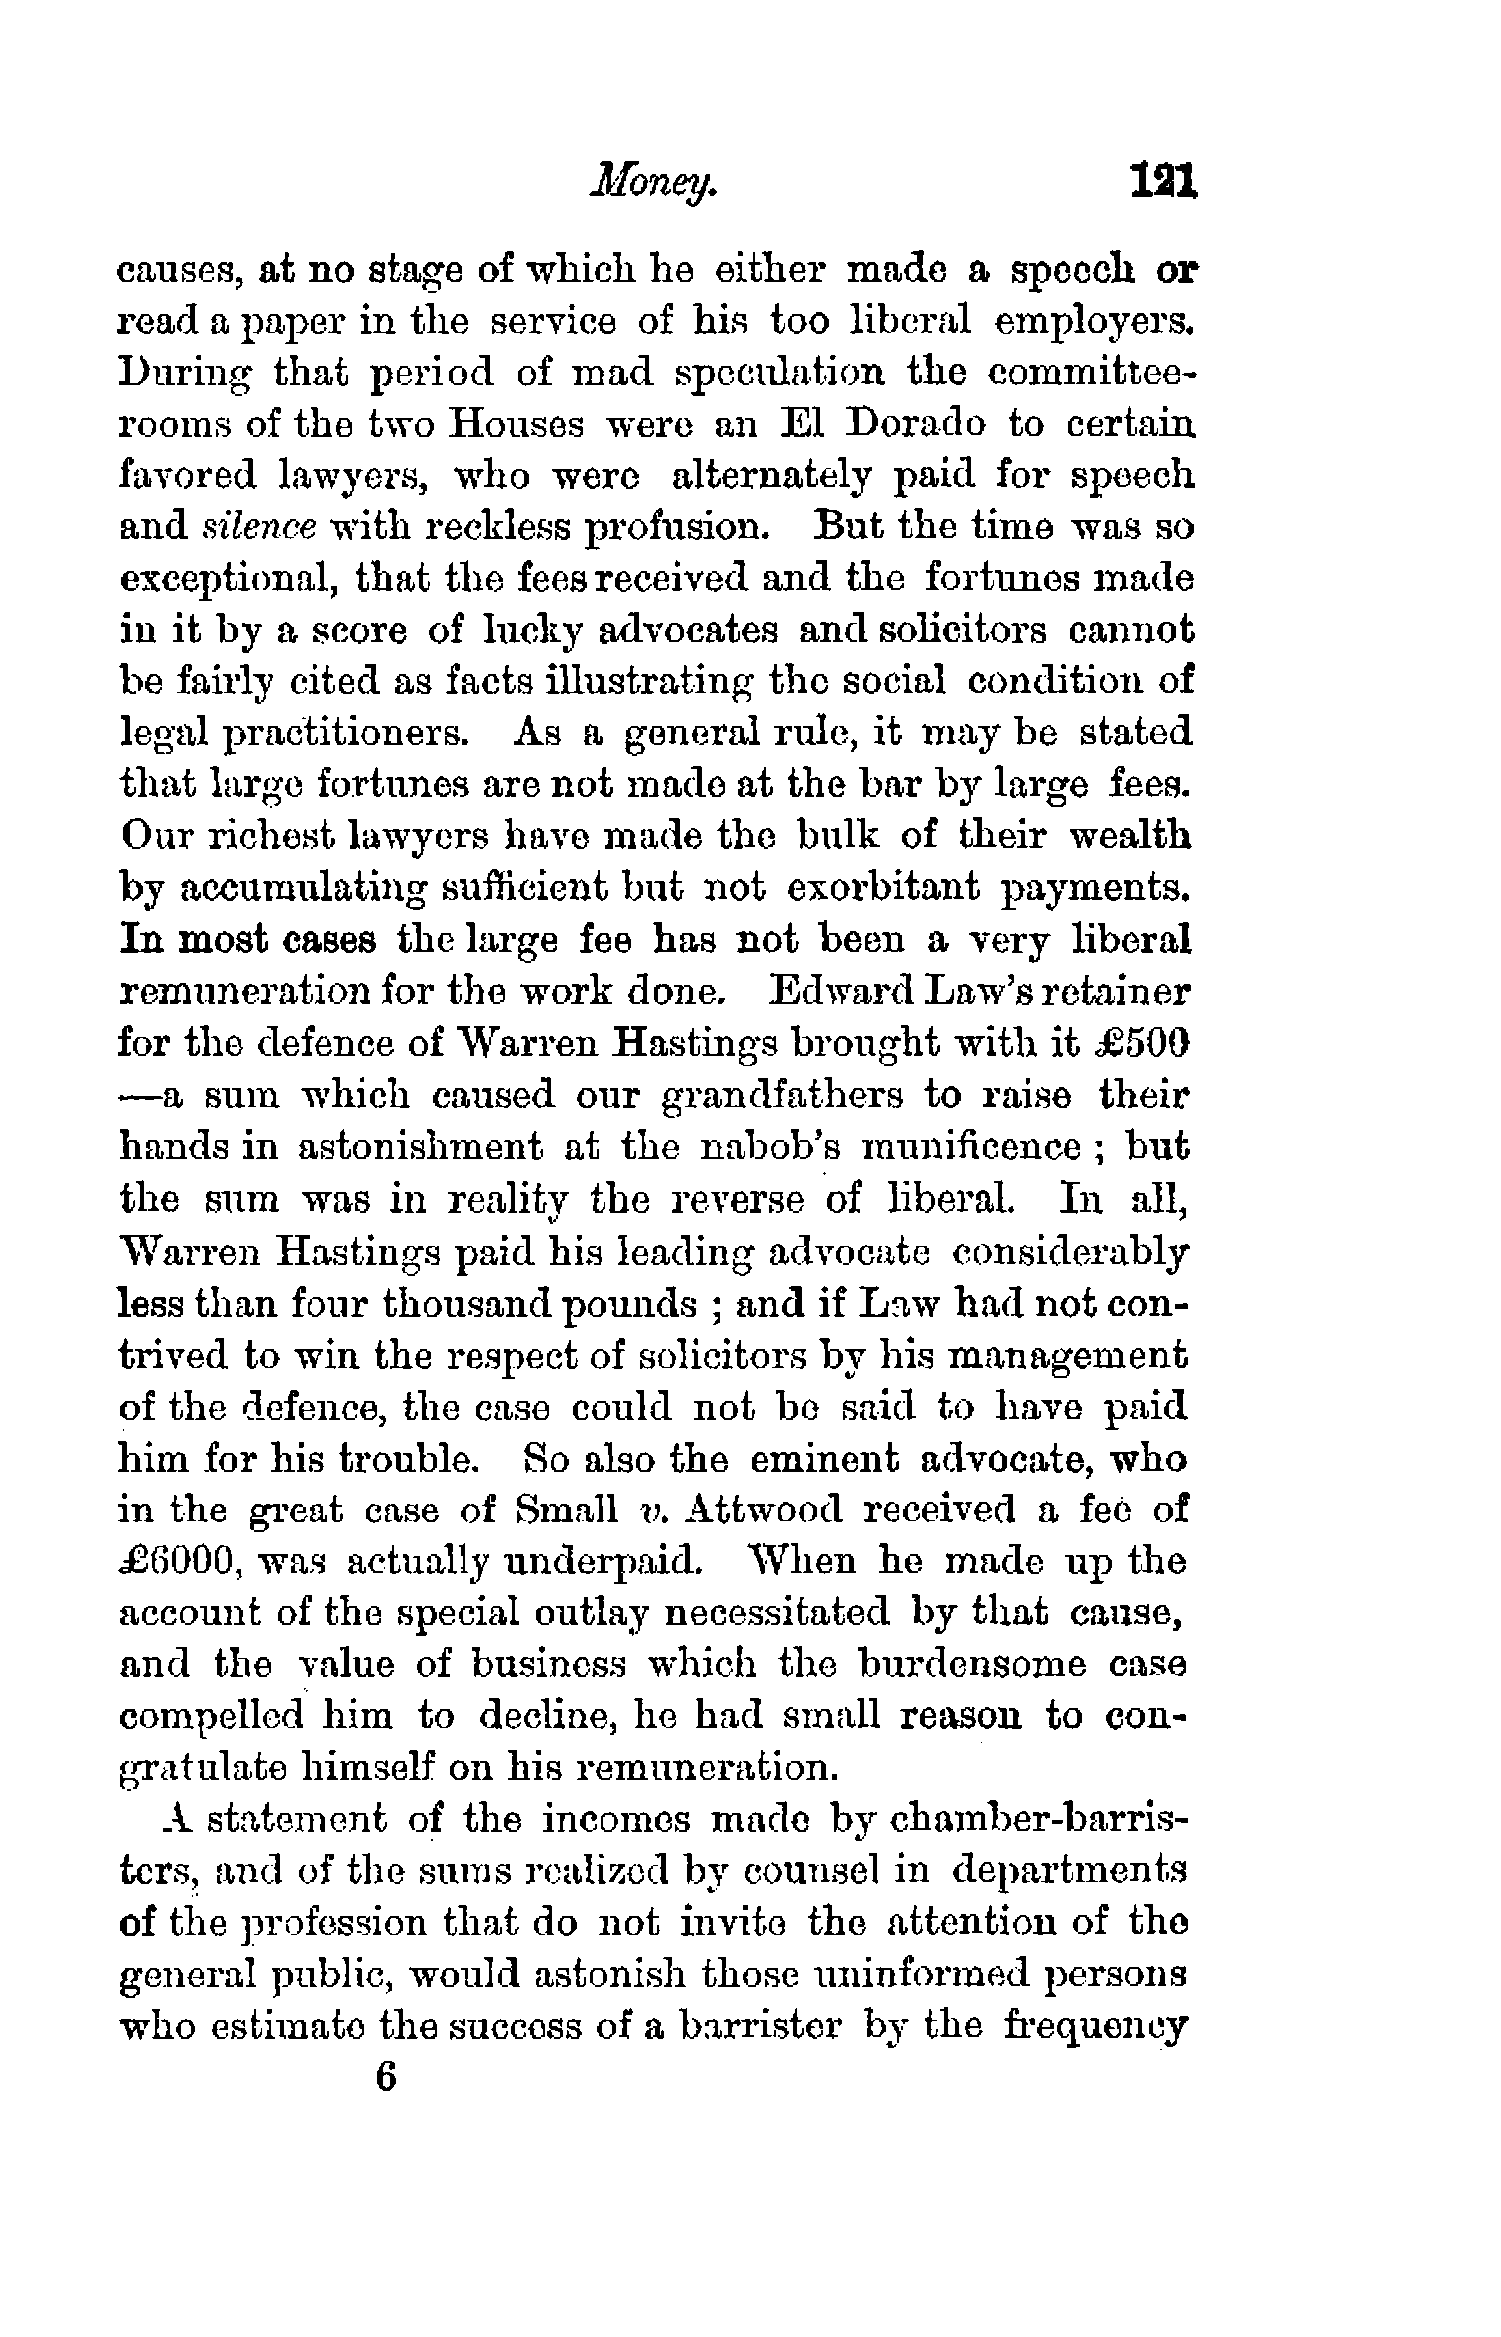 Money. 121
causes, at no stage of which he either made a speech or
read a paper in the service of his too liberal employers.
During that period of mad speculation the committee-
rooms of the two Houses were an El Dorado to certain
favored lawyers, who were alternately paid for speech
and silence with reckless profusion. But the time was so
exceptional, that the fees received and the fortunes made
in it by a score of lucky advocates and solicitors cannot
be fairly cited as facts illustrating the social condition of
legal practitioners. As a general rule, it may be stated
that large fortunes are not made at the bar by large fees.
Our richest lawyers have made the bulk of their wealth
by accumulating sufficient but not exorbitant payments.
In most cases the large fee has not been a very liberal
remuneration for the work done. Edward Law's retainer
for the defence of Warren Hastings brought with it £500
—a sum which caused our grandfathers to raise their
hands in astonishment at the nabob's munificence ; but
the sum was in reality the reverse of liberal. In all,
Warren Hastings paid his leading advocate considerably
less than four thousand pounds ; and if Law had not con-
trived to win the respect of solicitors by his management
of the defence, the case could not be said to have paid
him for his trouble. So also the eminent advocate, who
in the great case of Small v. Attwood received a fee of
£6000, was actually underpaid. When he made up the
account of the special outlay necessitated by that cause,
and the value of business which the burdensome case
compelled him to decline, he had small reason to con-
gratulate himself on his remuneration.
A statement of the incomes made by chamber-barris-
ters, and of the sums realized by counsel in departments
of the profession that do not invite the attention of the
general public, would astonish those uninformed persons
who estimate the success of a barrister by the frequency
6